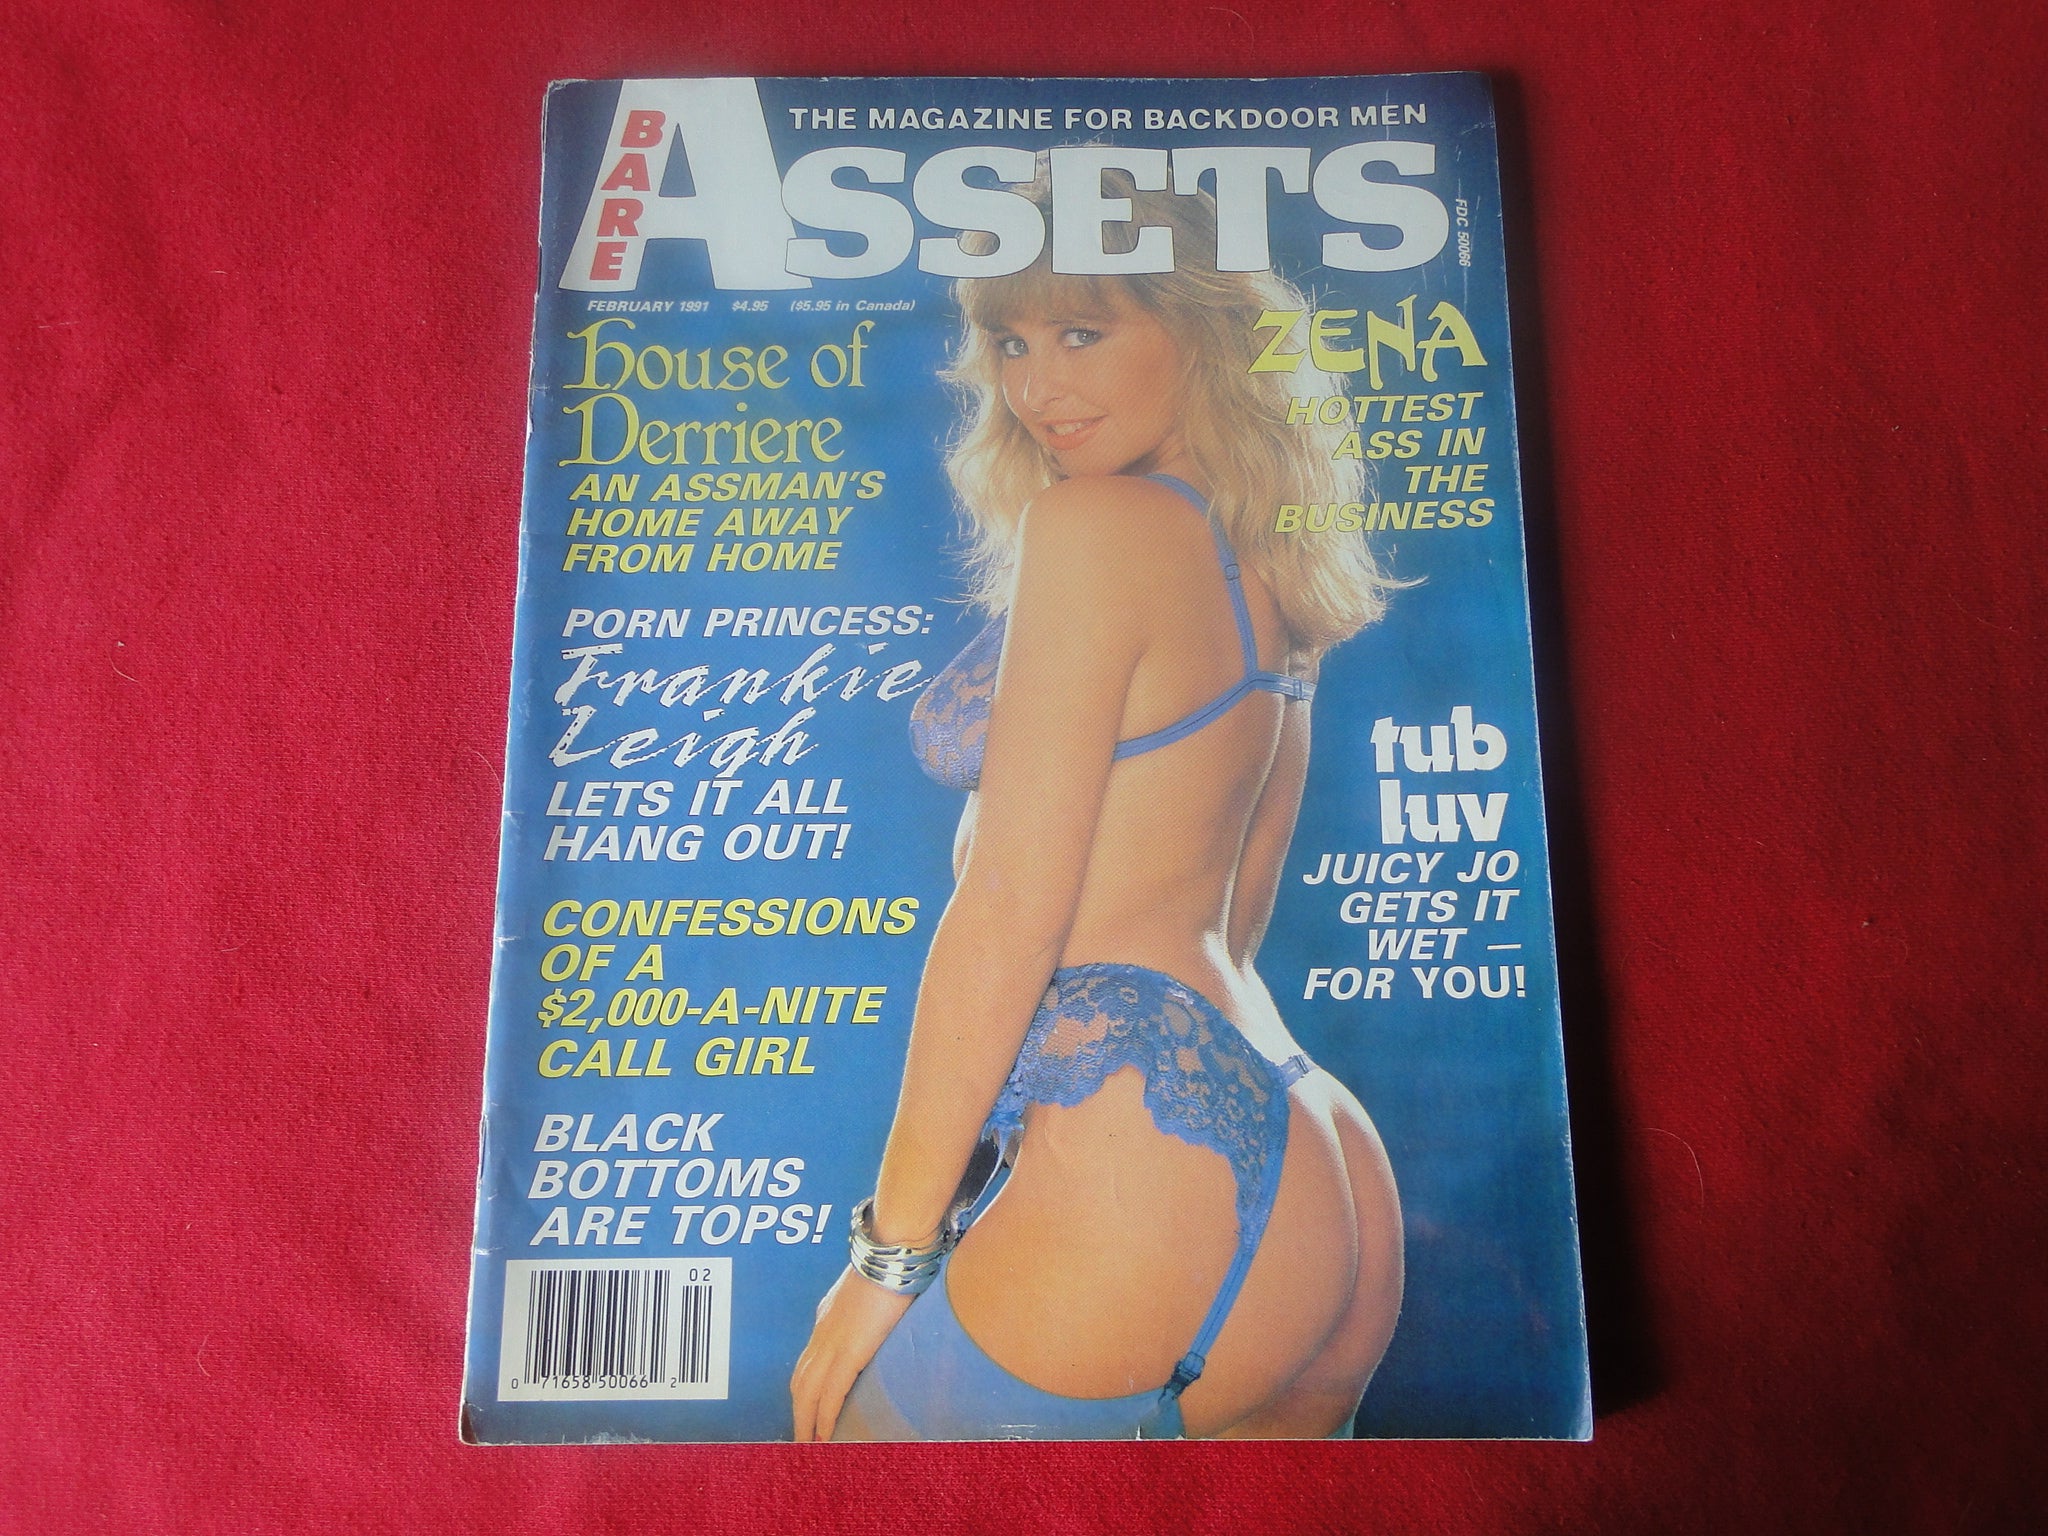 THE MAGAZINE FOR BACKDOOR MEN
BARE
ASSETS
FDC 50066
FEBRUARY 1991 $4.95 ($5.95 in Canada)
House of
Derriere
AN ASSMAN'S
HOME AWAY
FROM HOME
ZENA
HOTTEST
ASS IN
THE
BUSINESS
PORN PRINCESS:
Frankie
Leigh
LETS IT ALL
HANG OUT!
tub
luv
JUICY JO
GETS IT
WET —
FOR YOU!
CONFESSIONS
OF A
$2,000-A-NITE
CALL GIRL
BLACK
BOTTOMS
ARE TOPS!
02
0 71658 50066 2